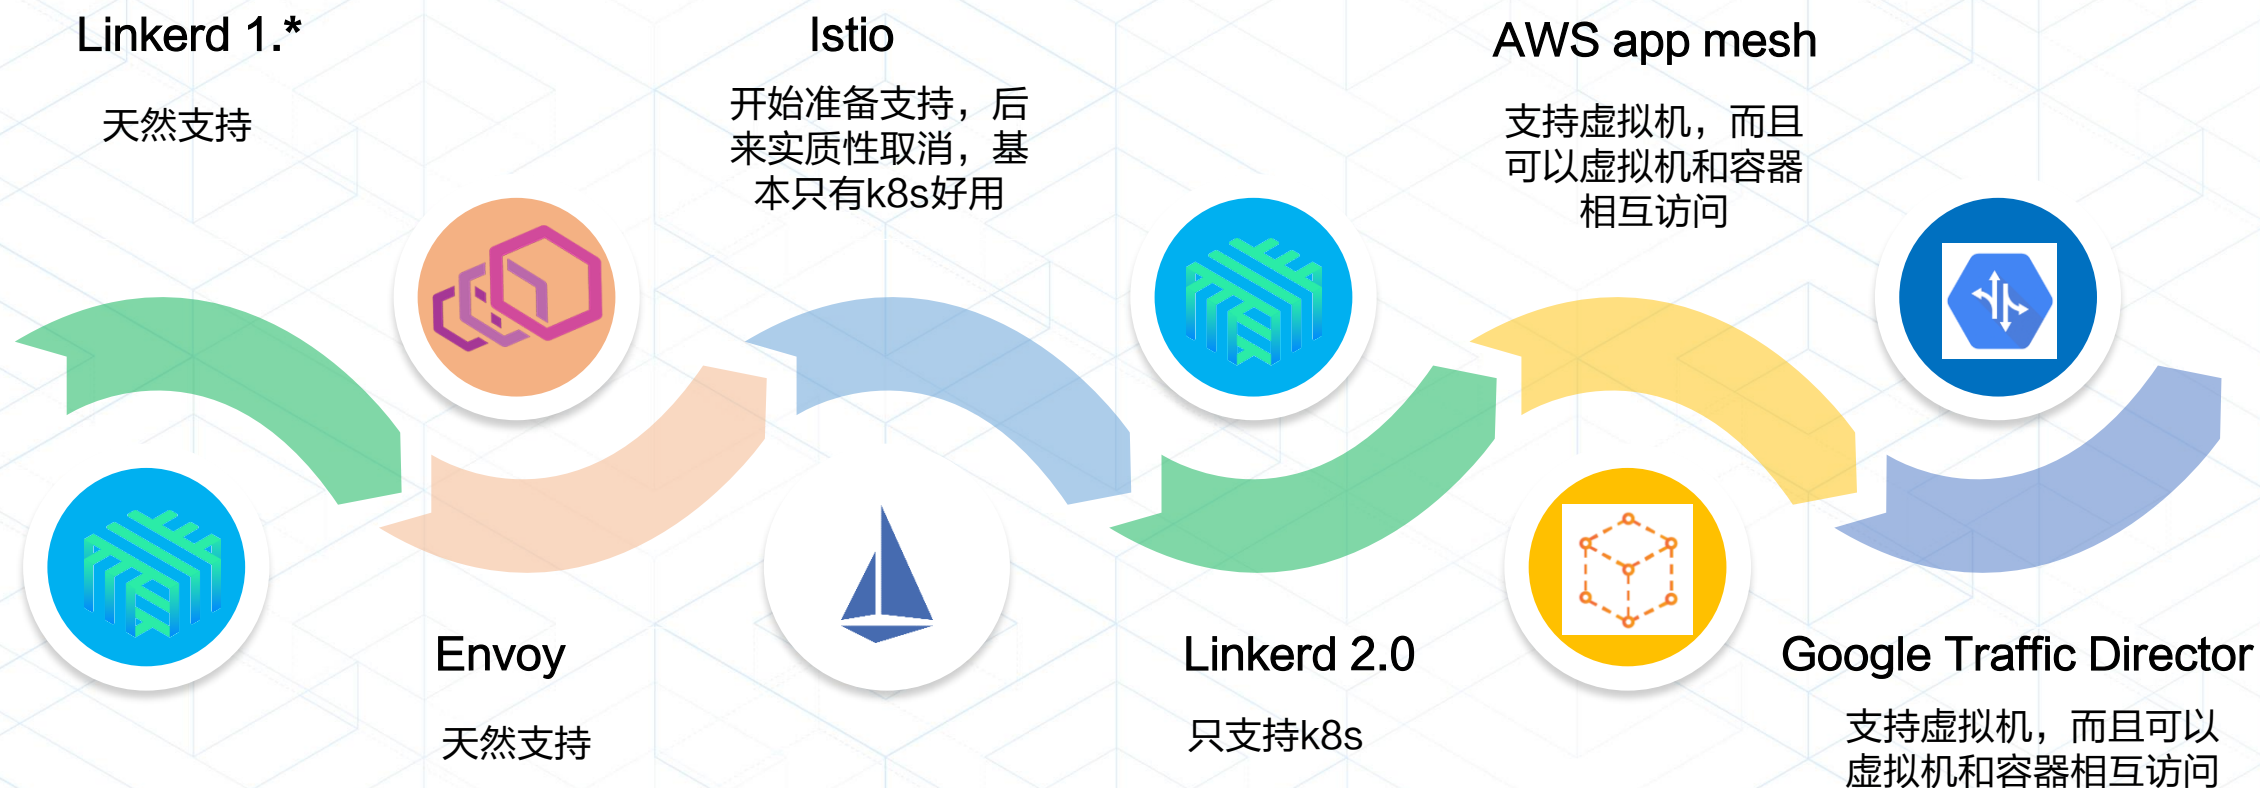 Linkerd 1.*
天然支持
Envoy
天然支持
Istio
开始准备支持，后
来实质性取消，基
本只有k8s好用
Linkerd 2.0
只支持k8s
AWS app mesh
支持虚拟机，而且
可以虚拟机和容器
相互访问
Google Traffic Director
支持虚拟机，而且可以
虚拟机和容器相互访问